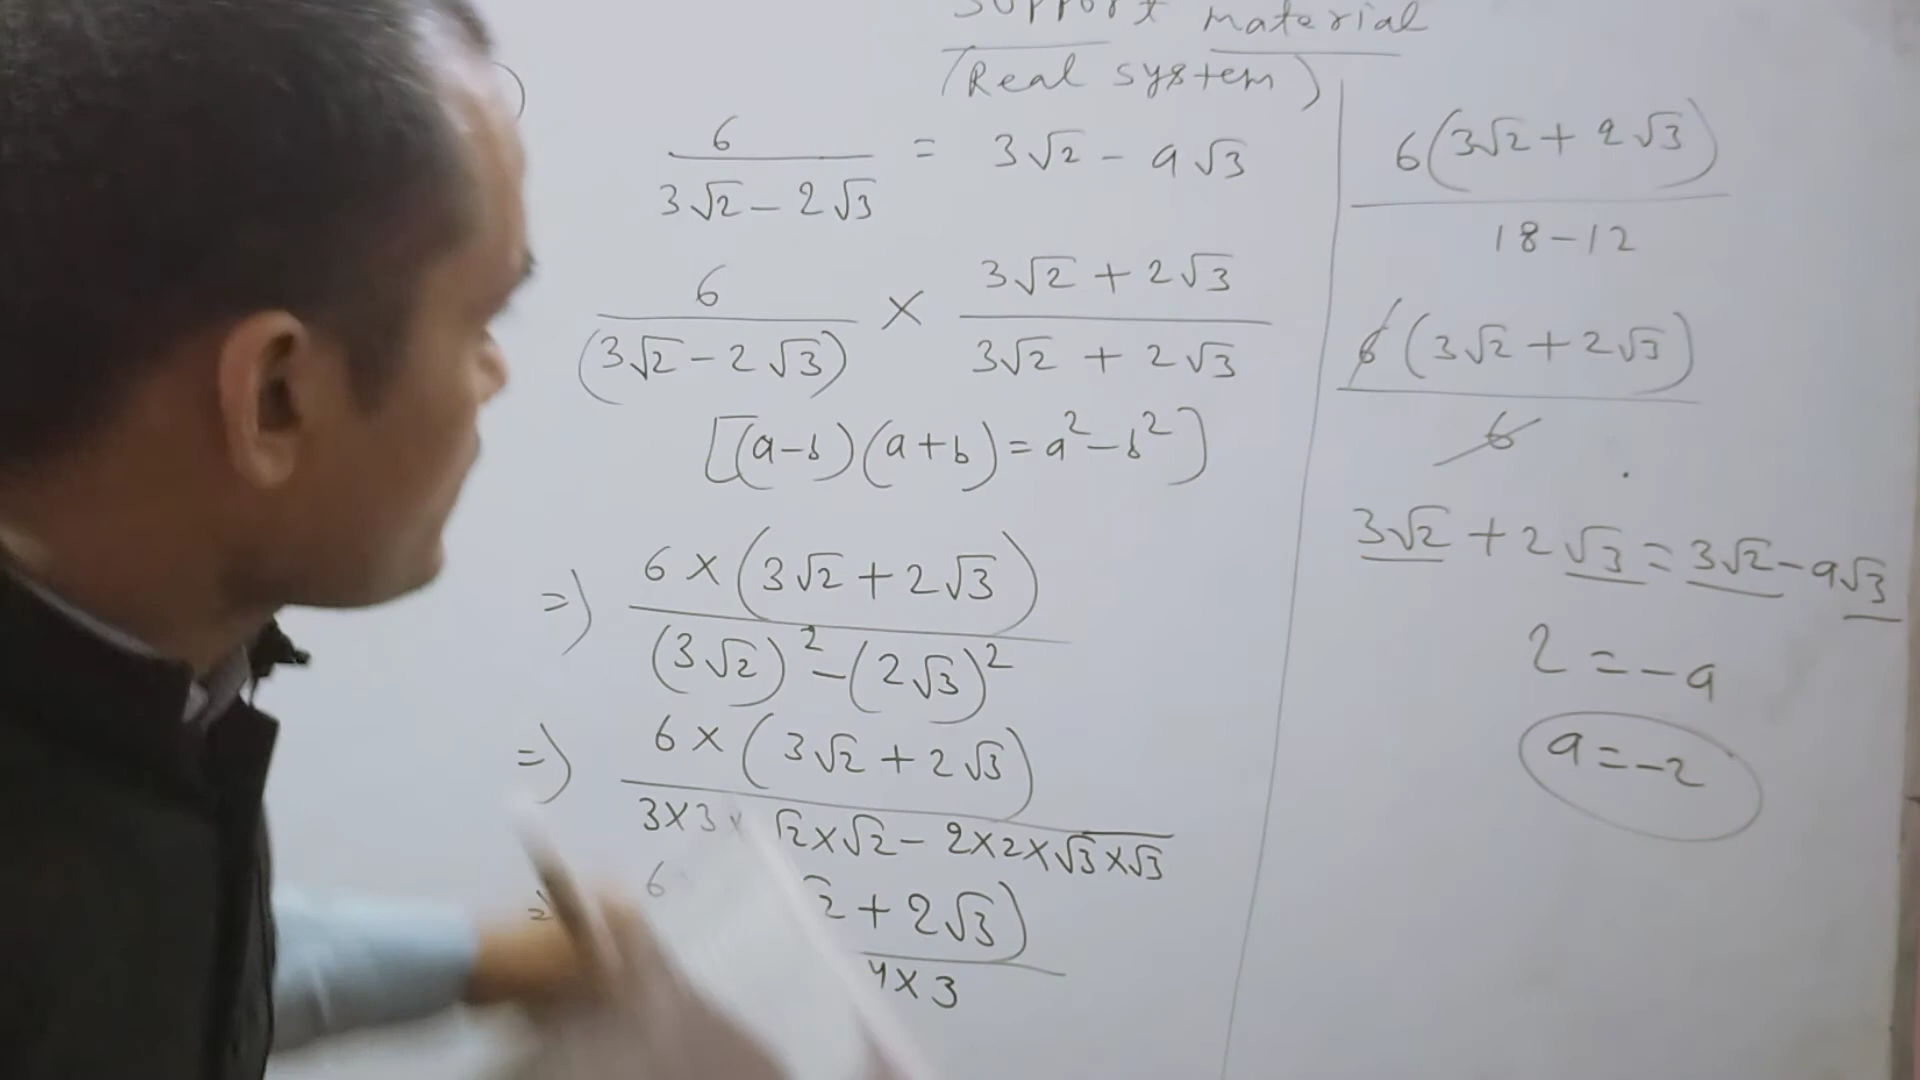 Support material
(Real system)
6 / (3√2 − 2√3) = 3√2 − a√3
6 / (3√2 − 2√3) × (3√2 + 2√3) / (3√2 + 2√3)
[(a−b)(a+b) = a² − b²]
=) 6 × (3√2 + 2√3) / (3√2)² − (2√3)²
=) 6 × (3√2 + 2√3) / 3×3× √2×√2 − 2×2×√3×√3
=) 6 2 + 2√3) / 4×3
6(3√2 + 2√3) / 18−12
6(3√2 + 2√3) / 6
3√2 + 2√3 = 3√2 − a√3
2 = −a
a = −2